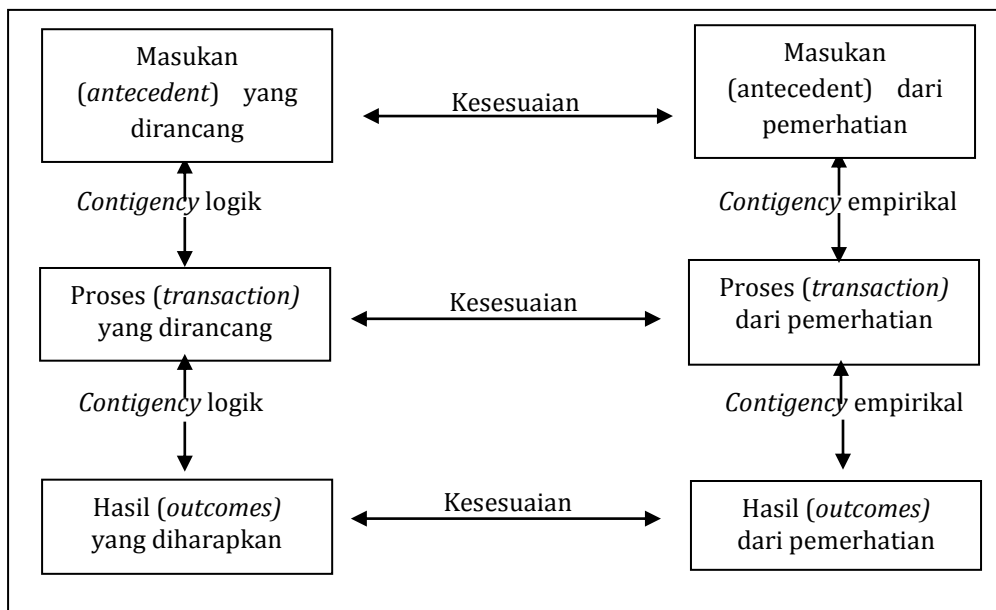 Masukan
(antecedent) yang
dirancang
Kesesuaian
Masukan
(antecedent) dari
pemerhatian
Contigency logik
Contigency empirikal
Proses (transaction)
yang dirancang
Kesesuaian
Proses (transaction)
dari pemerhatian
Contigency logik
Contigency empirikal
Hasil (outcomes)
yang diharapkan
Kesesuaian
Hasil (outcomes)
dari pemerhatian